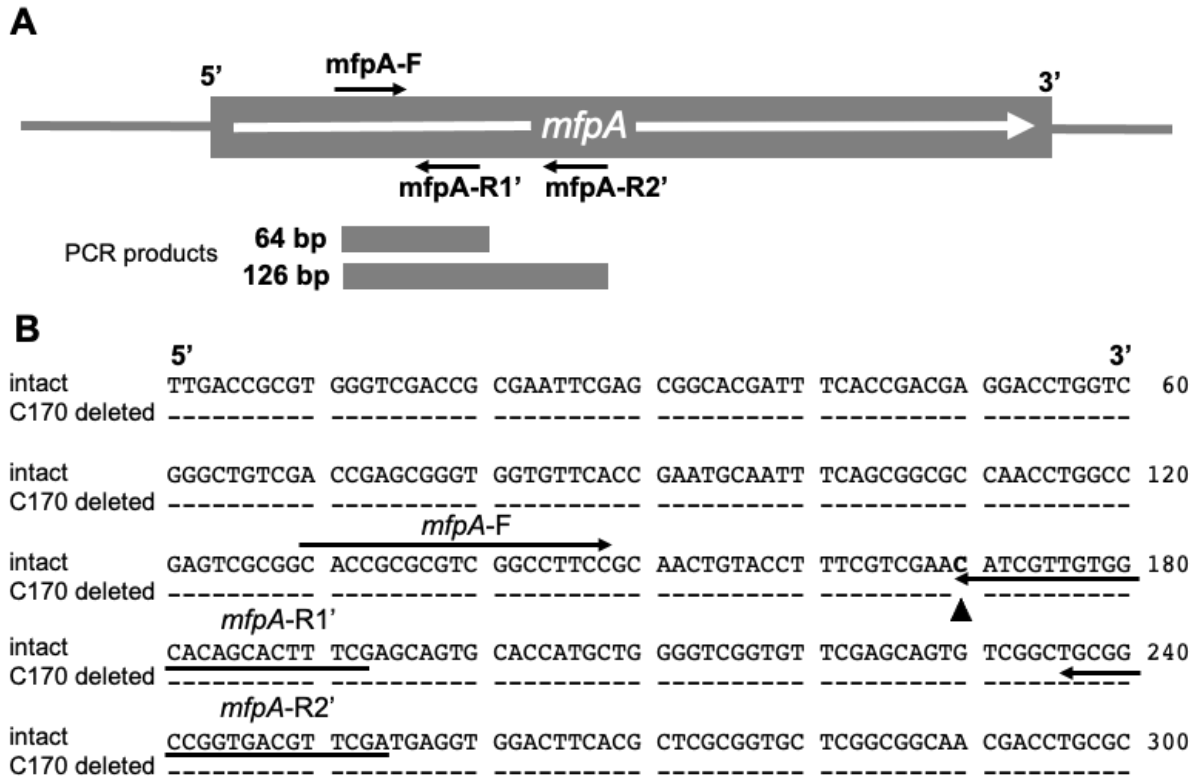 A
mfpA-F
5’ 3’
mfpA
mfpA-R1’ mfpA-R2’
64 bp
PCR products
126 bp
B
5’ 3’
intact TTGACCGCGT GGGTCGACCG CGAATTCGAG CGGCACGATT TCACCGACGA GGACCTGGTC 60
C170 deleted ---------- ---------- ---------- ---------- ---------- ----------
intact GGGCTGTCGA CCGAGCGGGT GGTGTTCACC GAATGCAATT TCAGCGGCGC CAACCTGGCC 120
C170 deleted ---------- ---------- ---------- ---------- ---------- ----------
mfpA-F
intact GAGTCGCGGC ACCGCGCGTC GGCCTTCCGC AACTGTACCT TTCGTCGAAC ATCGTTGTGG 180
C170 deleted ---------- ---------- ---------- ---------- --------- ----------
mfpA-R1’
intact CACAGCACTT TCGAGCAGTG CACCATGCTG GGGTCGGTGT TCGAGCAGTG TCGGCTGCGG 240
C170 deleted ---------- ---------- ---------- ---------- ---------- ----------
mfpA-R2’
intact CCGGTGACGT TCGATGAGGT GGACTTCACG CTCGCGGTGC TCGGCGGCAA CGACCTGCGC 300
C170 deleted ---------- ---------- ---------- ---------- ---------- ----------